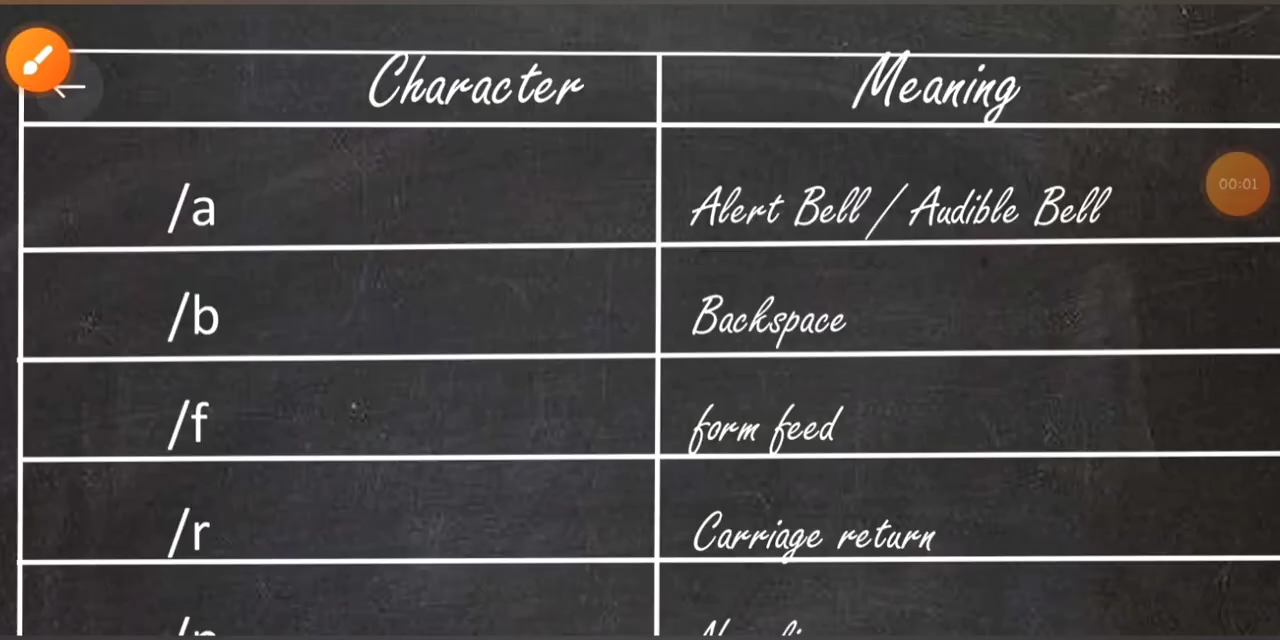 Character Meaning
/a Alert Bell / Audible Bell
/b Backspace
/f form feed
/r Carriage return
00:01